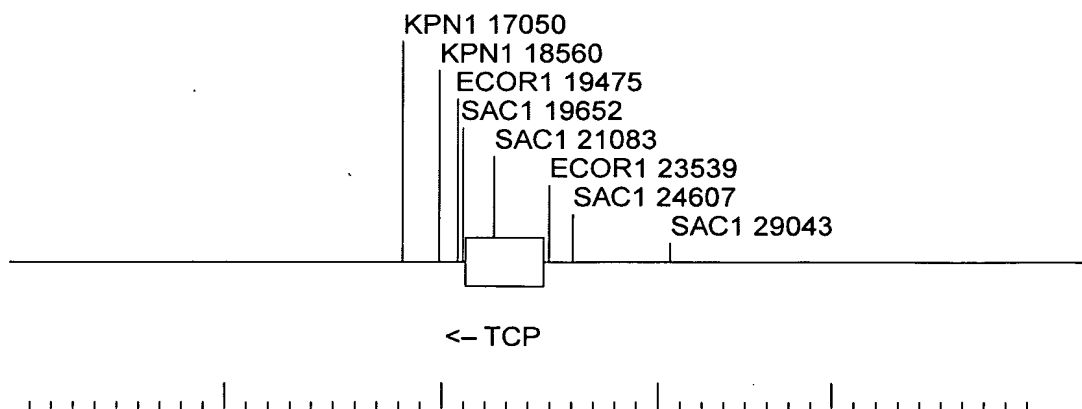 KPN1 17050
KPN1 18560
ECOR1 19475
SAC1 19652
SAC1 21083
ECOR1 23539
SAC1 24607
SAC1 29043
<– TCP